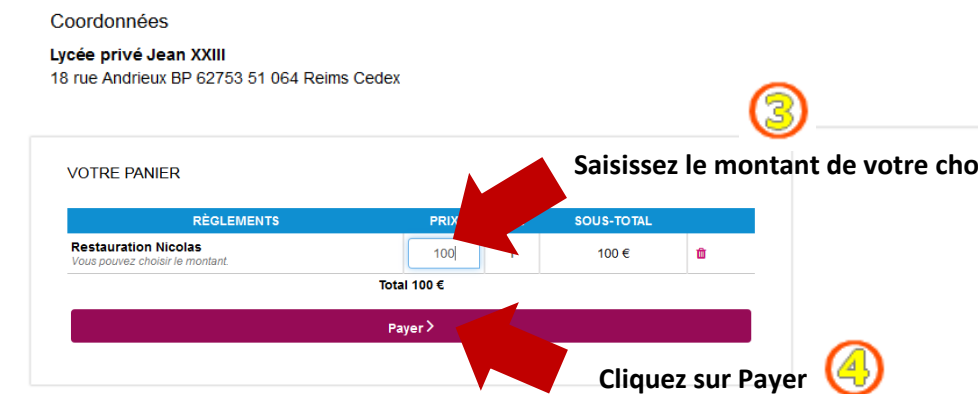 Coordonnées
Lycée privé Jean XXIII
18 rue Andrieux BP 62753 51 064 Reims Cedex
3
Saisissez le montant de votre cho
VOTRE PANIER
RÈGLEMENTS PRIX SOUS-TOTAL
Restauration Nicolas 100 100 €
Vous pouvez choisir le montant.
Total 100 €
Payer >
Cliquez sur Payer 4